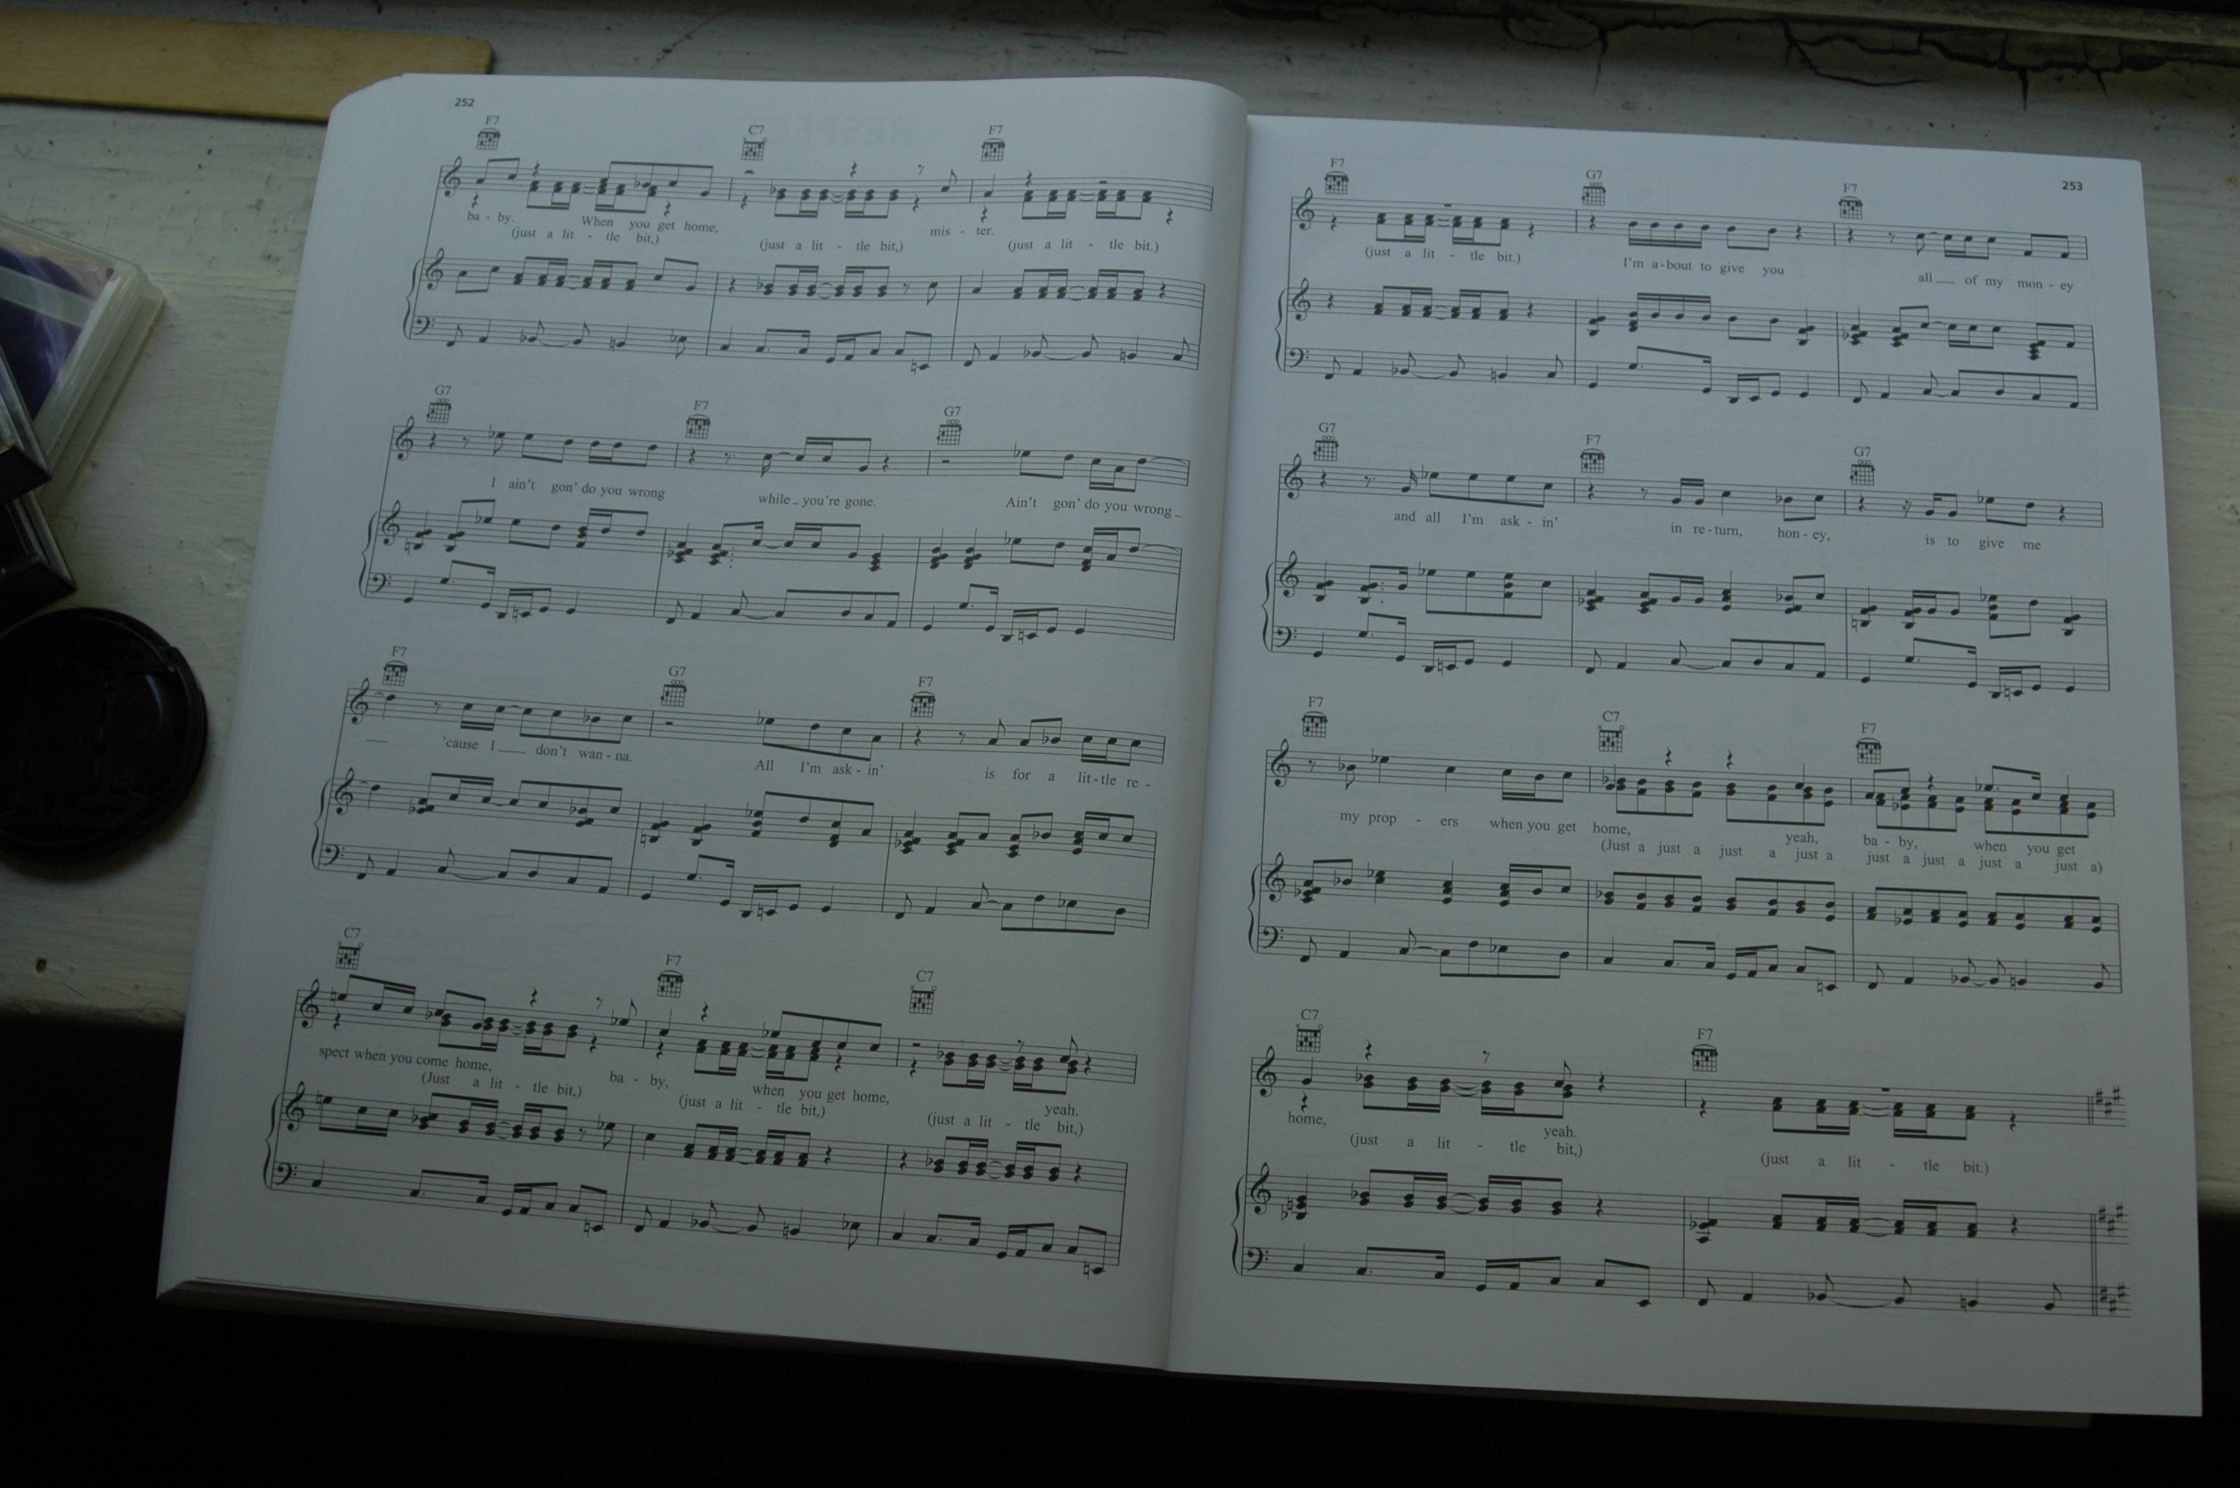 252
F7 C7 F7
ba - by. When you get home, mis - ter.
(just a lit - tle bit,) (just a lit - tle bit,) (just a lit - tle bit.)
G7 F7 G7
I ain't gon' do you wrong while you're gone. Ain't gon' do you wrong
F7 G7 F7
'cause I don't wan - na. All I'm ask - in' is for a lit - tle re -
C7 F7 C7
spect when you come home, ba - by, when you get home, yeah.
(Just a lit - tle bit,) (just a lit - tle bit,) (just a lit - tle bit,)
253
F7 G7 F7
(just a lit - tle bit.) I'm a - bout to give you all of my mon - ey
G7 F7 G7
and all I'm ask - in' in re - turn, hon - ey, is to give me
F7 C7 F7
my prop - ers when you get home, yeah, ba - by, when you get
(Just a just a just a just a just a just a just a just a)
C7 F7
home, yeah.
(just a lit - tle bit,) (just a lit - tle bit.)